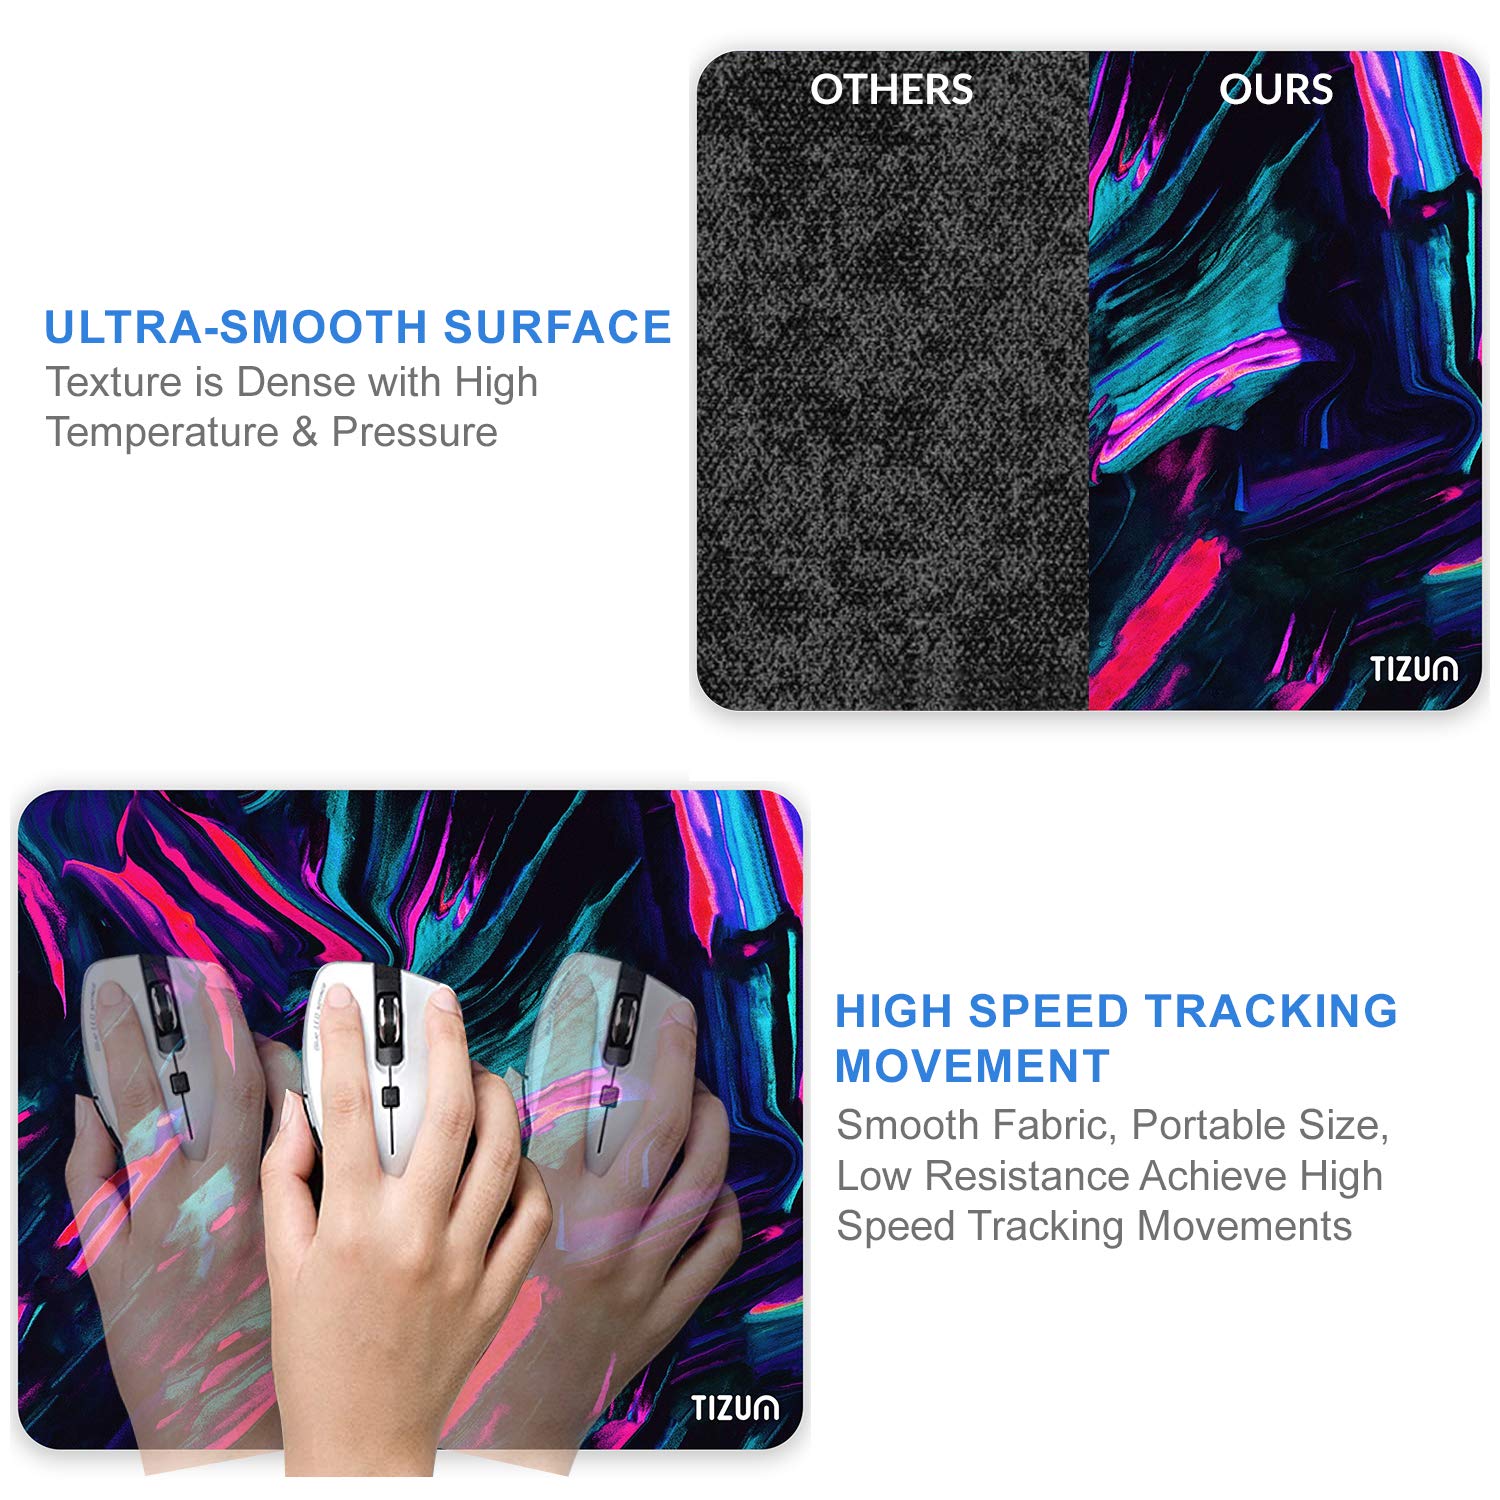 OTHERS
OURS
ULTRA-SMOOTH SURFACE
Texture is Dense with High
Temperature & Pressure
TIZUM
HIGH SPEED TRACKING
MOVEMENT
Smooth Fabric, Portable Size,
Low Resistance Achieve High
Speed Tracking Movements
TIZUM